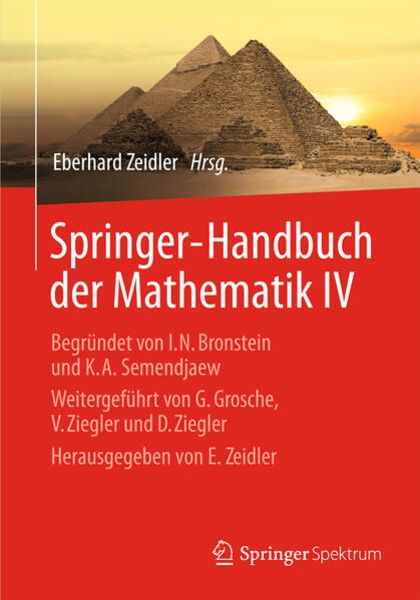 Eberhard Zeidler Hrsg.
Springer-Handbuch
der Mathematik IV
Begründet von I.N. Bronstein
und K.A. Semendjaew
Weitergeführt von G. Grosche,
V. Ziegler und D. Ziegler
Herausgegeben von E. Zeidler
Springer Spektrum